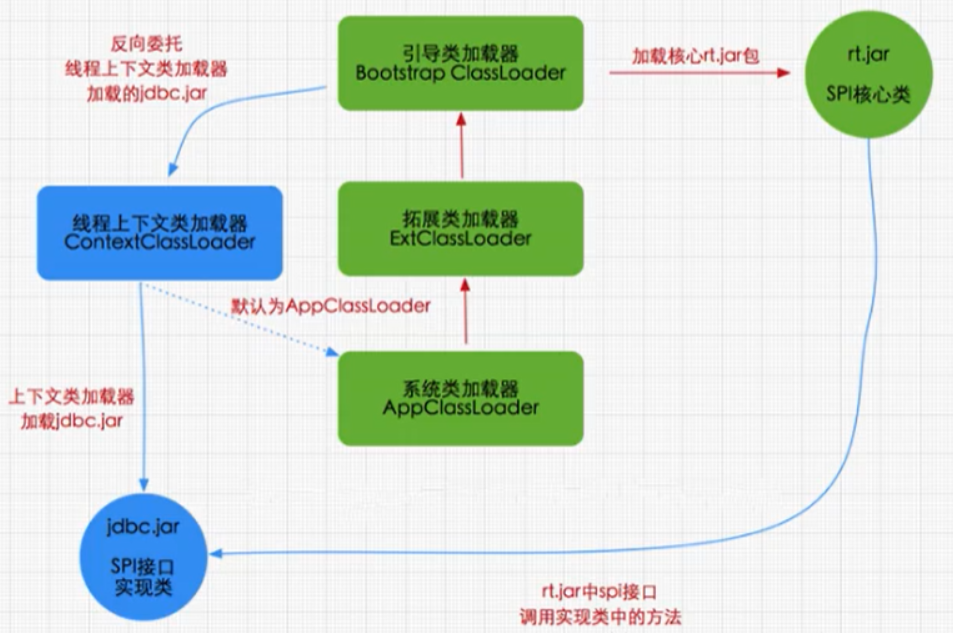 反向委托
线程上下文类加载器
加载的jdbc.jar
引导类加载器
Bootstrap ClassLoader
加载核心rt.jar包
rt.jar
SPI核心类
线程上下文类加载器
ContextClassLoader
拓展类加载器
ExtClassLoader
默认为AppClassLoader
系统类加载器
AppClassLoader
上下文类加载器
加载jdbc.jar
jdbc.jar
SPI接口
实现类
rt.jar中spi接口
调用实现类中的方法